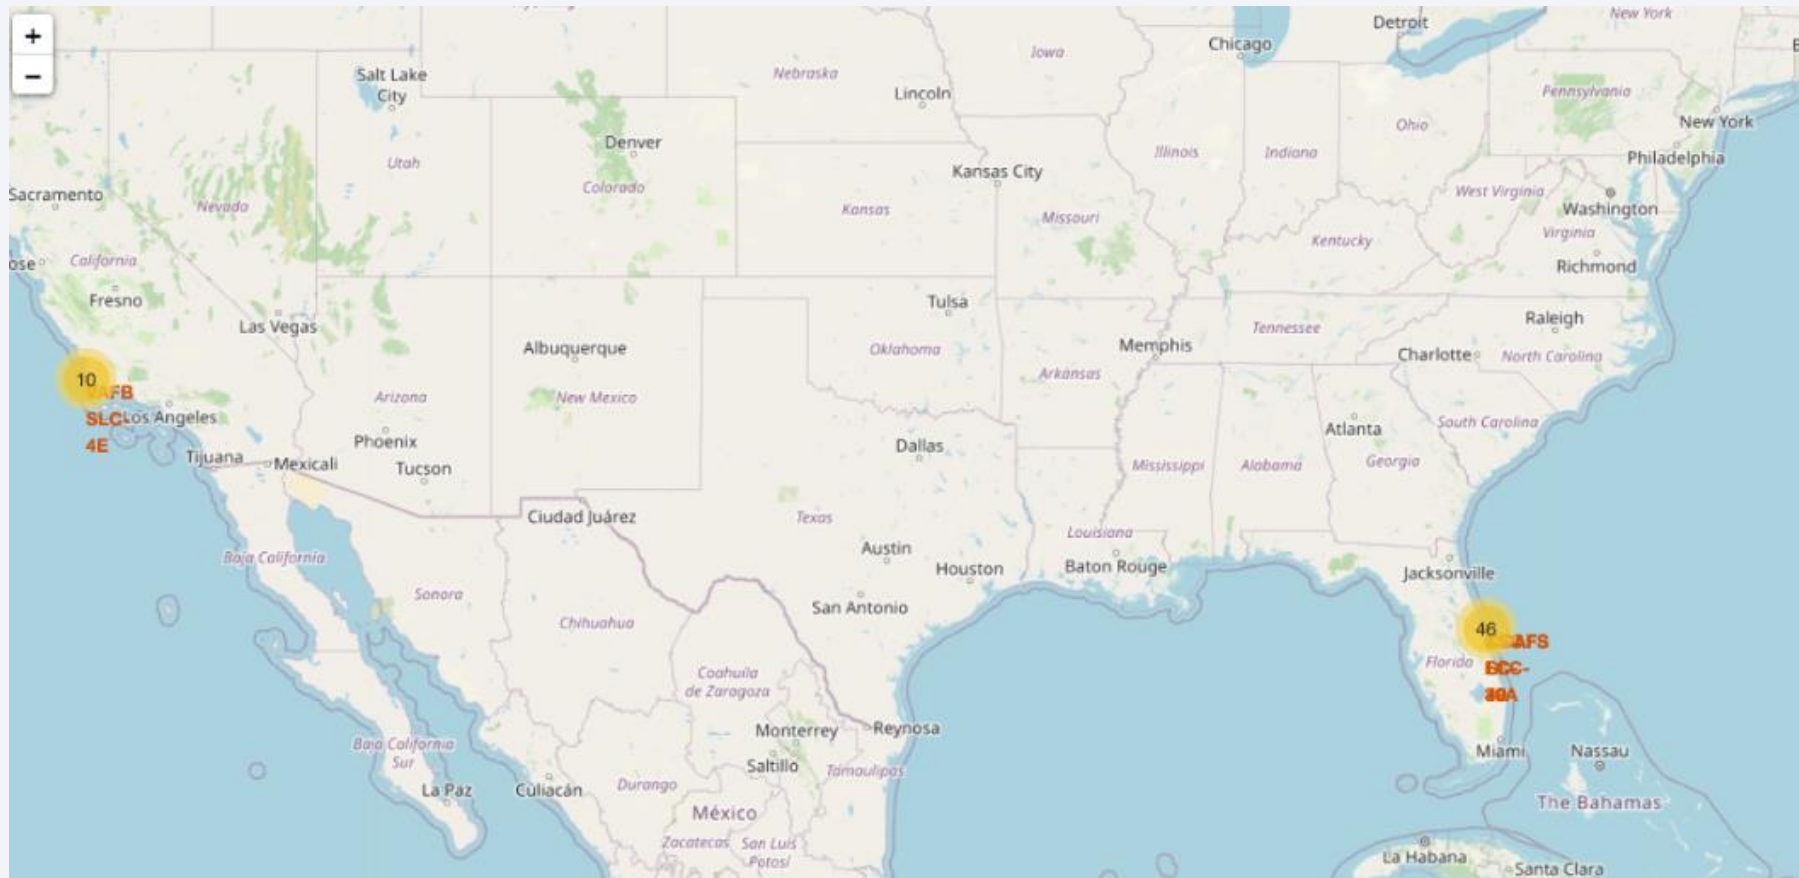 +
−
Detroit
New York
Chicago
Iowa
Salt Lake
City
Nebraska
Lincoln
Pennsylvania
New York
Ohio
Denver
Utah
Illinois
Indiana
Philadelphia
Kansas City
Colorado
Sacramento
Nevada
Kansas
Missouri
West Virginia
Washington
Virginia
Kentucky
California
ose
Richmond
Fresno
Tulsa
Las Vegas
Tennessee
Raleigh
Albuquerque
Oklahoma
Memphis
Charlotte
North Carolina
10
AFB
Arkansas
Arizona
New Mexico
SLC-
Los Angeles
4E
South Carolina
Atlanta
Phoenix
Dallas
Tijuana
Mexicali
Tucson
Mississippi
Alabama
Georgia
Ciudad Juárez
Texas
Louisiana
Austin
Baja California
Houston
Baton Rouge
Jacksonville
Sonora
San Antonio
Chihuahua
46
AFS
Florida
Coahuila
de Zaragoza
Monterrey
Reynosa
Baja California
Sur
Saltillo
Tamaulipas
Miami
Nassau
La Paz
Culiacán
Durango
México
The Bahamas
Zacatecas
San Luis
Potosí
La Habana
Santa Clara